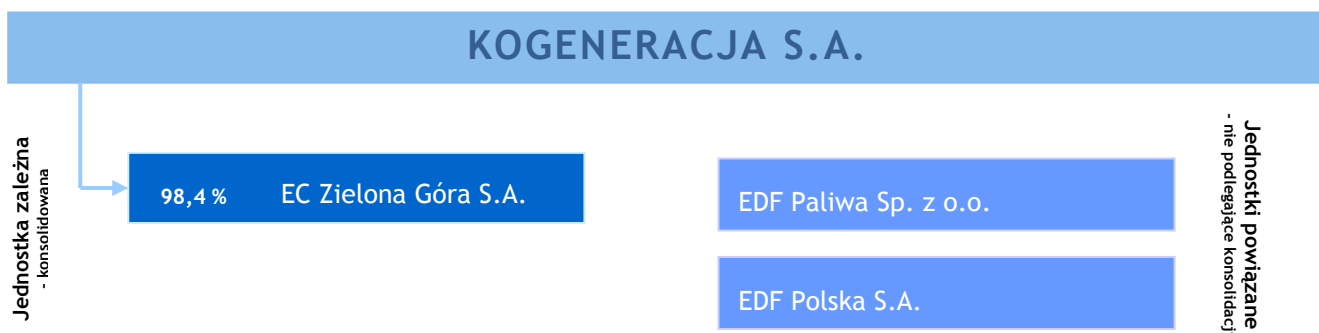 KOGENERACJA S.A.
Jednostka zależna
- konsolidowana
98,4 % EC Zielona Góra S.A.
EDF Paliwa Sp. z o.o.
EDF Polska S.A.
Jednostki powiązane
- nie podlegające konsolidacj